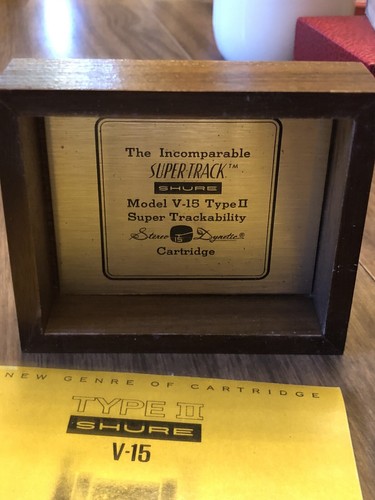 The Incomparable
SUPER-TRACK™
SHURE
Model V-15 Type II
Super Trackability
Stereo 15 Dynetic®
Cartridge
NEW GENRE OF CARTRIDGE
TYPE II
SHURE
V-15